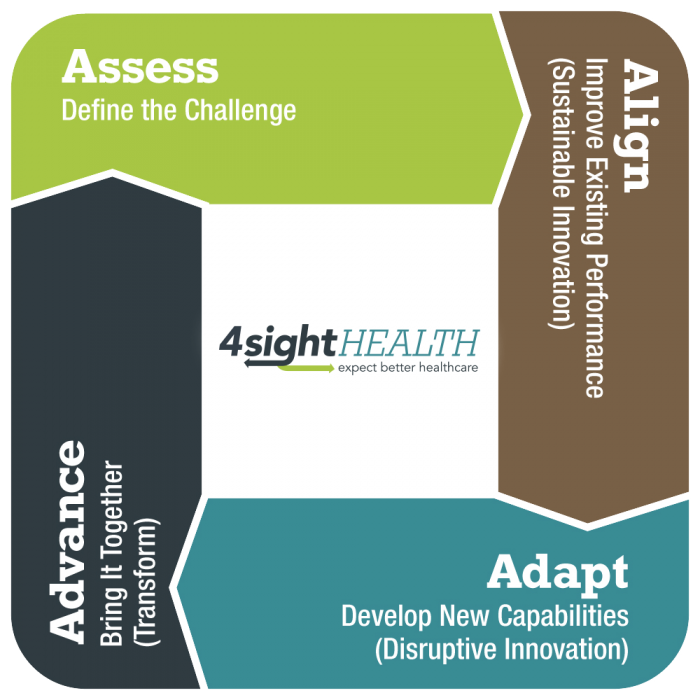 Assess
Define the Challenge
Align
Improve Existing Performance
(Sustainable Innovation)
4sightHEALTH
expect better healthcare
Adapt
Develop New Capabilities
(Disruptive Innovation)
Advance
Bring It Together
(Transform)